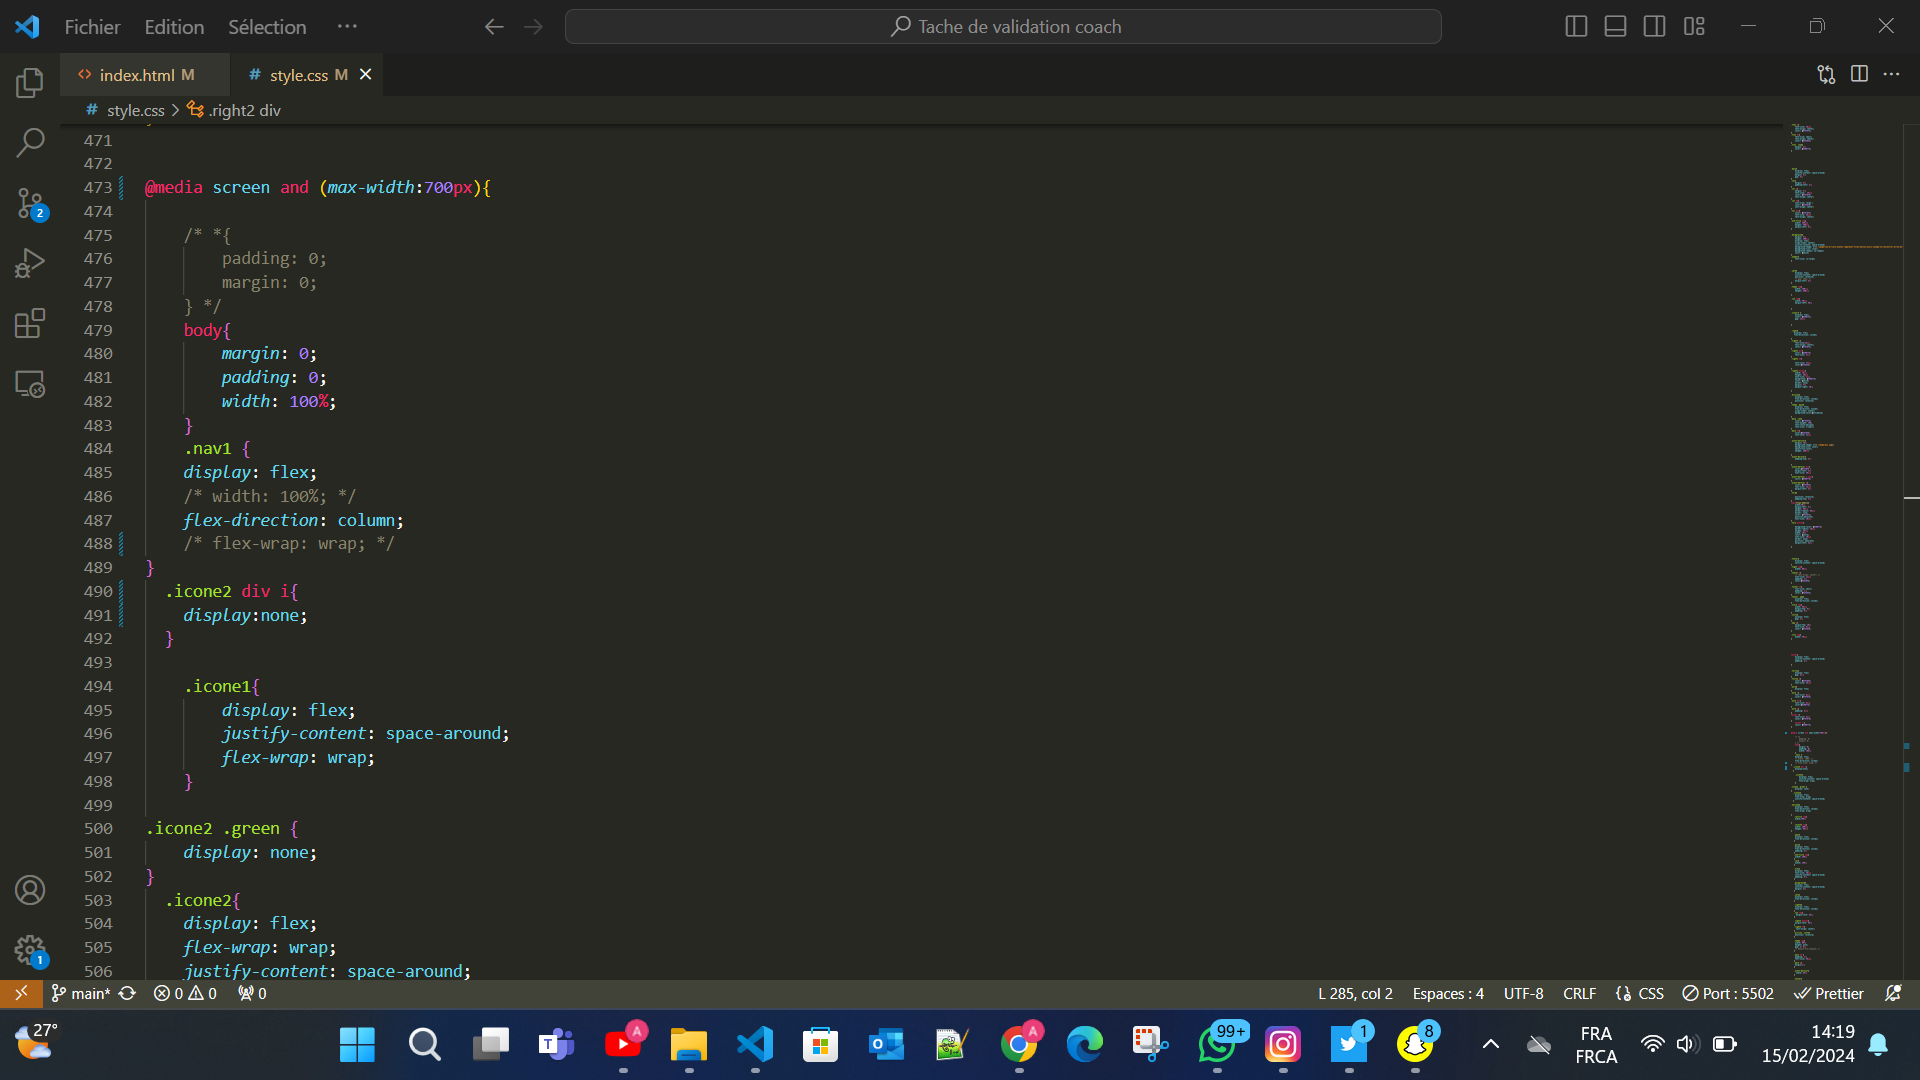 Fichier Edition Sélection ···
Tache de validation coach
index.html M
# style.css M
# style.css > .right2 div
471
472
473 @media screen and (max-width:700px){
474
475 /* *{
476 padding: 0;
477 margin: 0;
478 } */
479 body{
480 margin: 0;
481 padding: 0;
482 width: 100%;
483 }
484 .nav1 {
485 display: flex;
486 /* width: 100%; */
487 flex-direction: column;
488 /* flex-wrap: wrap; */
489 }
490 .icone2 div i{
491 display:none;
492 }
493
494 .icone1{
495 display: flex;
496 justify-content: space-around;
497 flex-wrap: wrap;
498 }
499
500 .icone2 .green {
501 display: none;
502 }
503 .icone2{
504 display: flex;
505 flex-wrap: wrap;
506 justify-content: space-around;
2
1
main* 0 0 0
L 285, col 2 Espaces : 4 UTF-8 CRLF CSS Port : 5502 Prettier
27°
A
A
99+
1
8
FRA
FRCA
14:19
15/02/2024